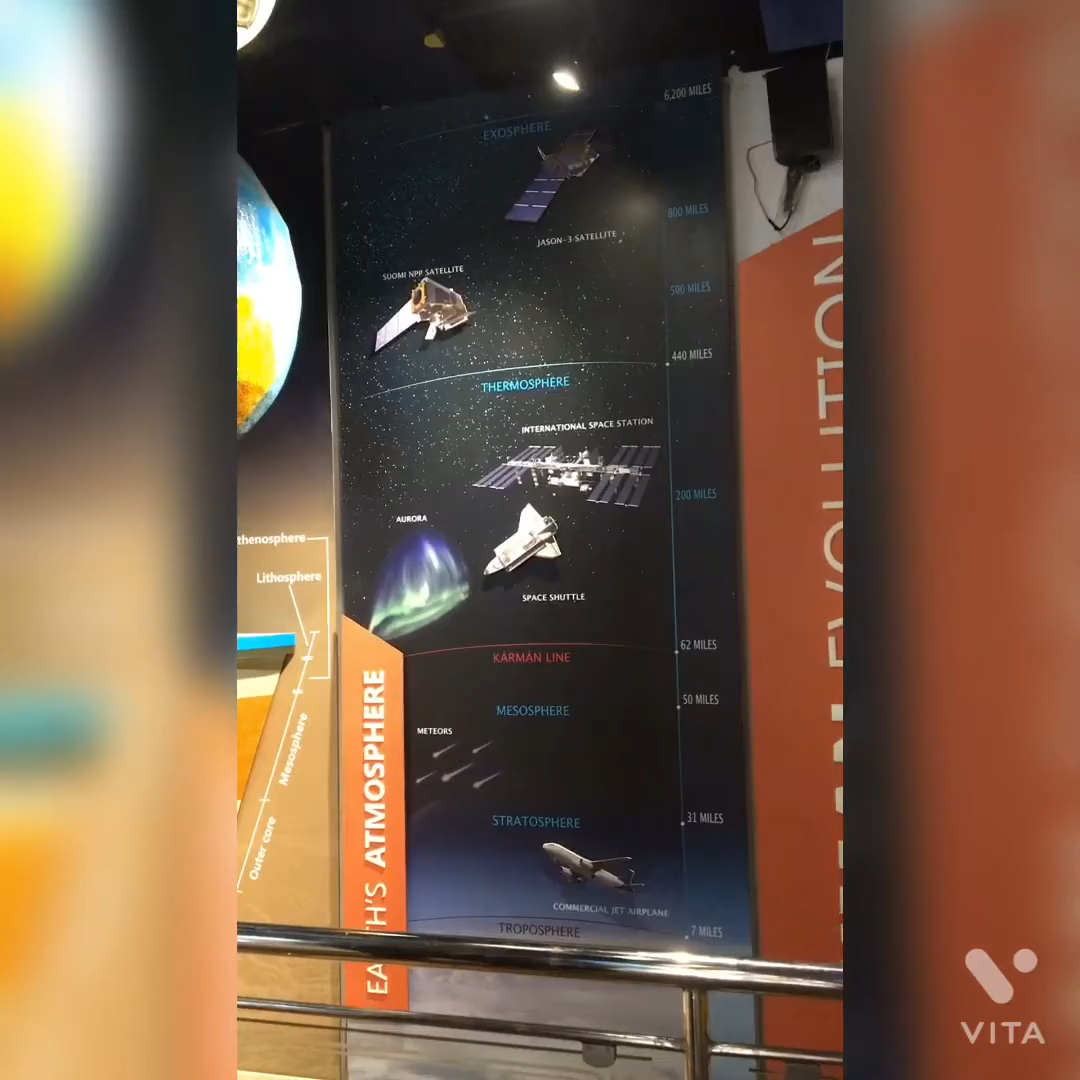 6,200 MILES
EXOSPHERE
800 MILES
JASON-3 SATELLITE
SUOMI NPP SATELLITE
500 MILES
440 MILES
THERMOSPHERE
INTERNATIONAL SPACE STATION
200 MILES
AURORA
SPACE SHUTTLE
62 MILES
KÁRMÁN LINE
50 MILES
MESOSPHERE
METEORS
31 MILES
STRATOSPHERE
COMMERCIAL JET AIRPLANE
7 MILES
TROPOSPHERE
EARTH'S ATMOSPHERE
thenosphere
Lithosphere
Mesosphere
Outer core
EVOLUTION
VITA